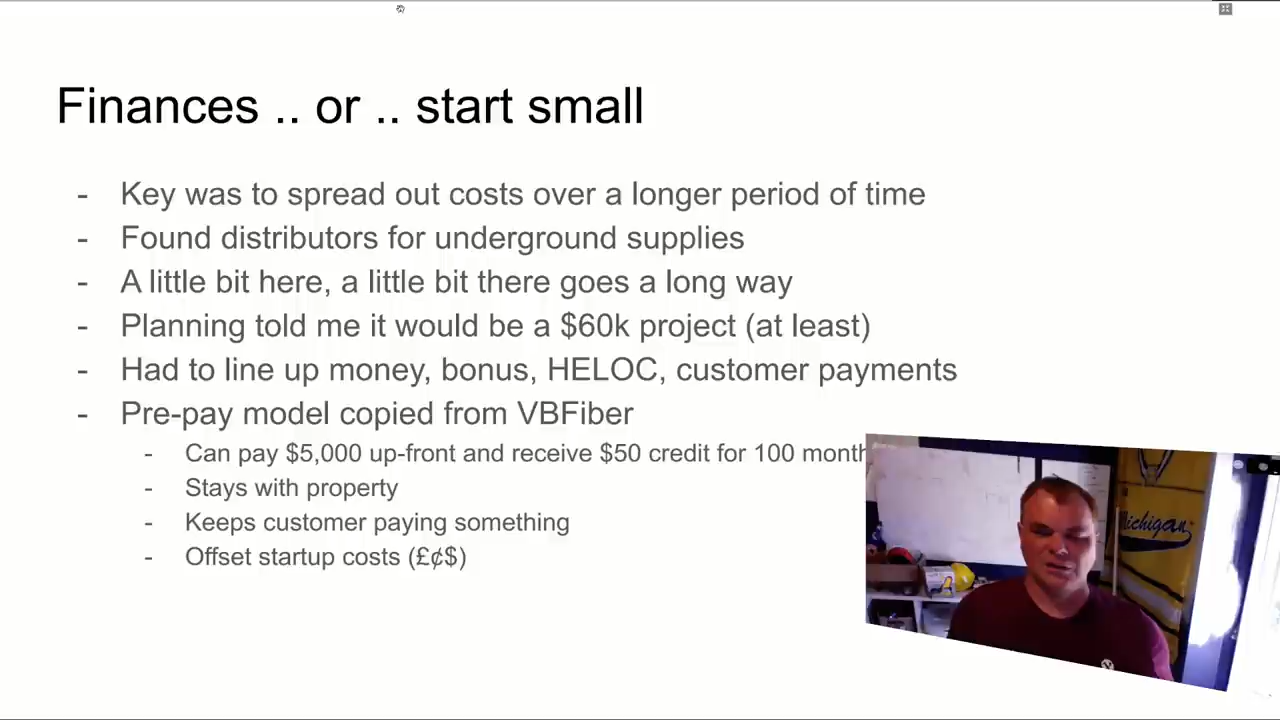 Finances .. or .. start small
- Key was to spread out costs over a longer period of time
- Found distributors for underground supplies
- A little bit here, a little bit there goes a long way
- Planning told me it would be a $60k project (at least)
- Had to line up money, bonus, HELOC, customer payments
- Pre-pay model copied from VBFiber
- Can pay $5,000 up-front and receive $50 credit for 100 month
- Stays with property
- Keeps customer paying something
- Offset startup costs (£¢$)
Michigan